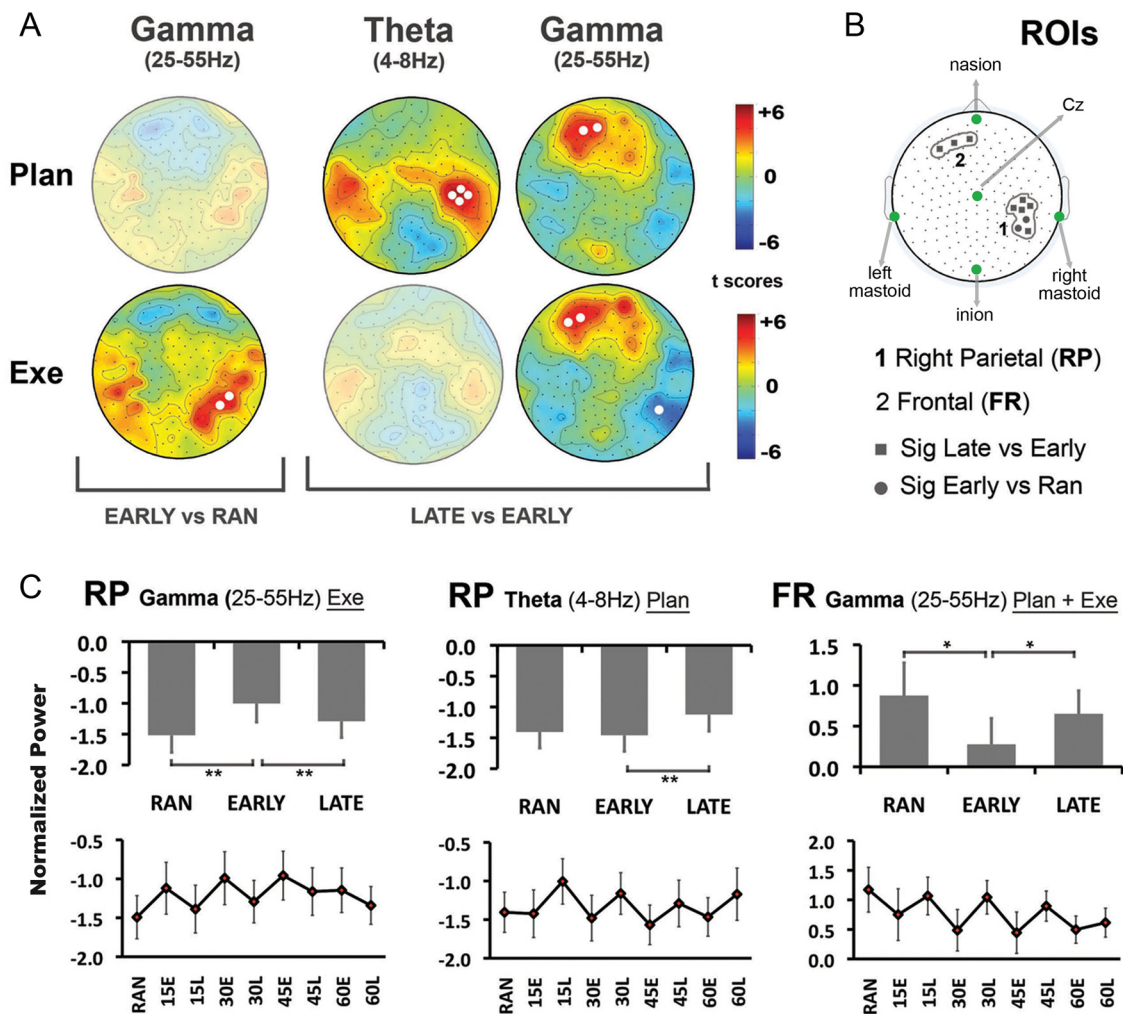 A
Gamma
(25-55Hz)
Theta
(4-8Hz)
Gamma
(25-55Hz)
Plan
Exe
+6
0
-6
t scores
+6
0
-6
EARLY vs RAN
LATE vs EARLY
B
ROIs
nasion
Cz
2
1
left
mastoid
right
mastoid
inion
1 Right Parietal (RP)
2 Frontal (FR)
Sig Late vs Early
Sig Early vs Ran
C
Normalized Power
RP Gamma (25-55Hz) Exe
0.0
-0.5
-1.0
-1.5
-2.0
** **
RAN EARLY LATE
-0.5
-1.0
-1.5
-2.0
RAN 15E 15L 30E 30L 45E 45L 60E 60L
RP Theta (4-8Hz) Plan
0.0
-0.5
-1.0
-1.5
-2.0
**
RAN EARLY LATE
-0.5
-1.0
-1.5
-2.0
RAN 15E 15L 30E 30L 45E 45L 60E 60L
FR Gamma (25-55Hz) Plan + Exe
1.5
1.0
0.5
0.0
* *
RAN EARLY LATE
2.0
1.5
1.0
0.5
0.0
RAN 15E 15L 30E 30L 45E 45L 60E 60L